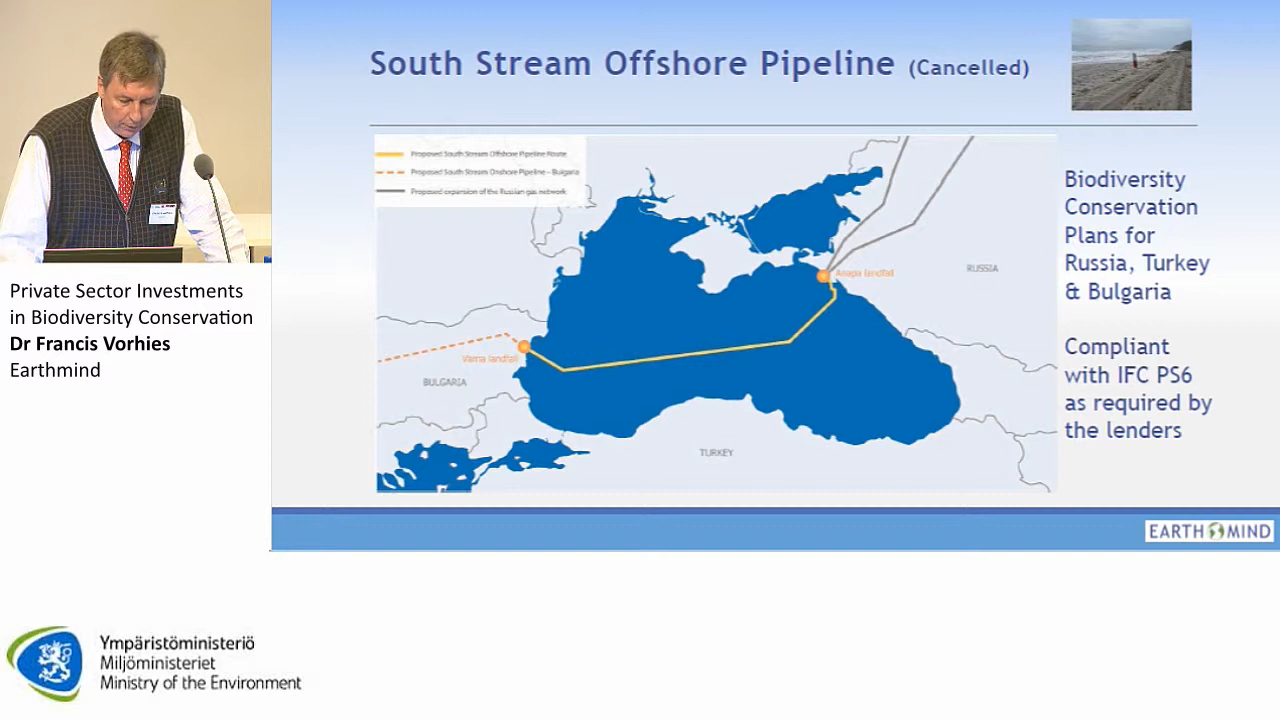 South Stream Offshore Pipeline (Cancelled)
Proposed South Stream Offshore Pipeline Route
Proposed South Stream Onshore Pipeline - Bulgaria
Proposed expansion of the Russian gas network
Anapa landfall
RUSSIA
Varna landfall
BULGARIA
TURKEY
Biodiversity
Conservation
Plans for
Russia, Turkey
& Bulgaria
Compliant
with IFC PS6
as required by
the lenders
EARTH MIND
Private Sector Investments
in Biodiversity Conservation
Dr Francis Vorhies
Earthmind
Ympäristöministeriö
Miljöministeriet
Ministry of the Environment